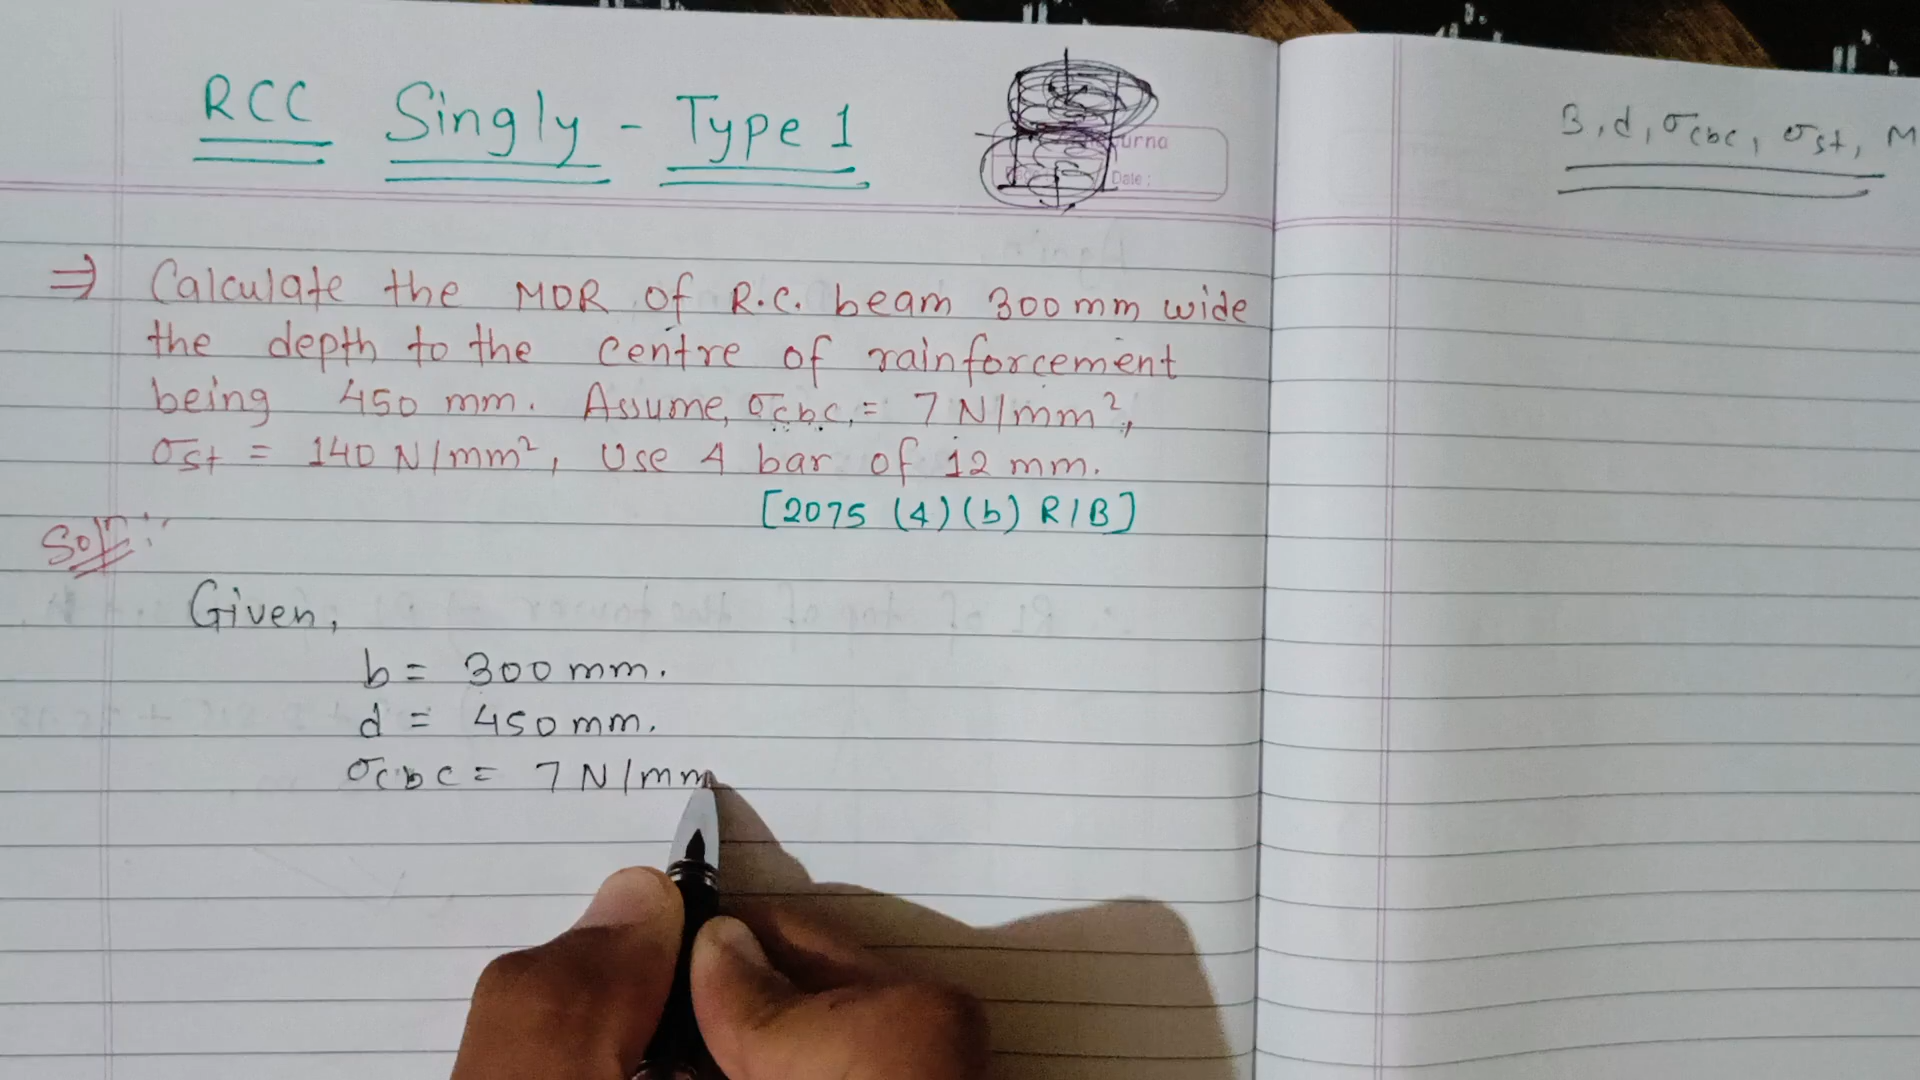 RCC Singly - Type 1
urna
Date :
B, d, σcbc, σst, M
⇒ Calculate the MOR of R.C. beam 300 mm wide
the depth to the centre of rainforcement
being 450 mm. Assume, σcbc, = 7 N/mm²,
σst = 140 N/mm², Use 4 bar of 12 mm.
[2075 (4)(b) R/B]
Solⁿ:
Given,
b = 300 mm.
d = 450 mm.
σcbc = 7 N/mm